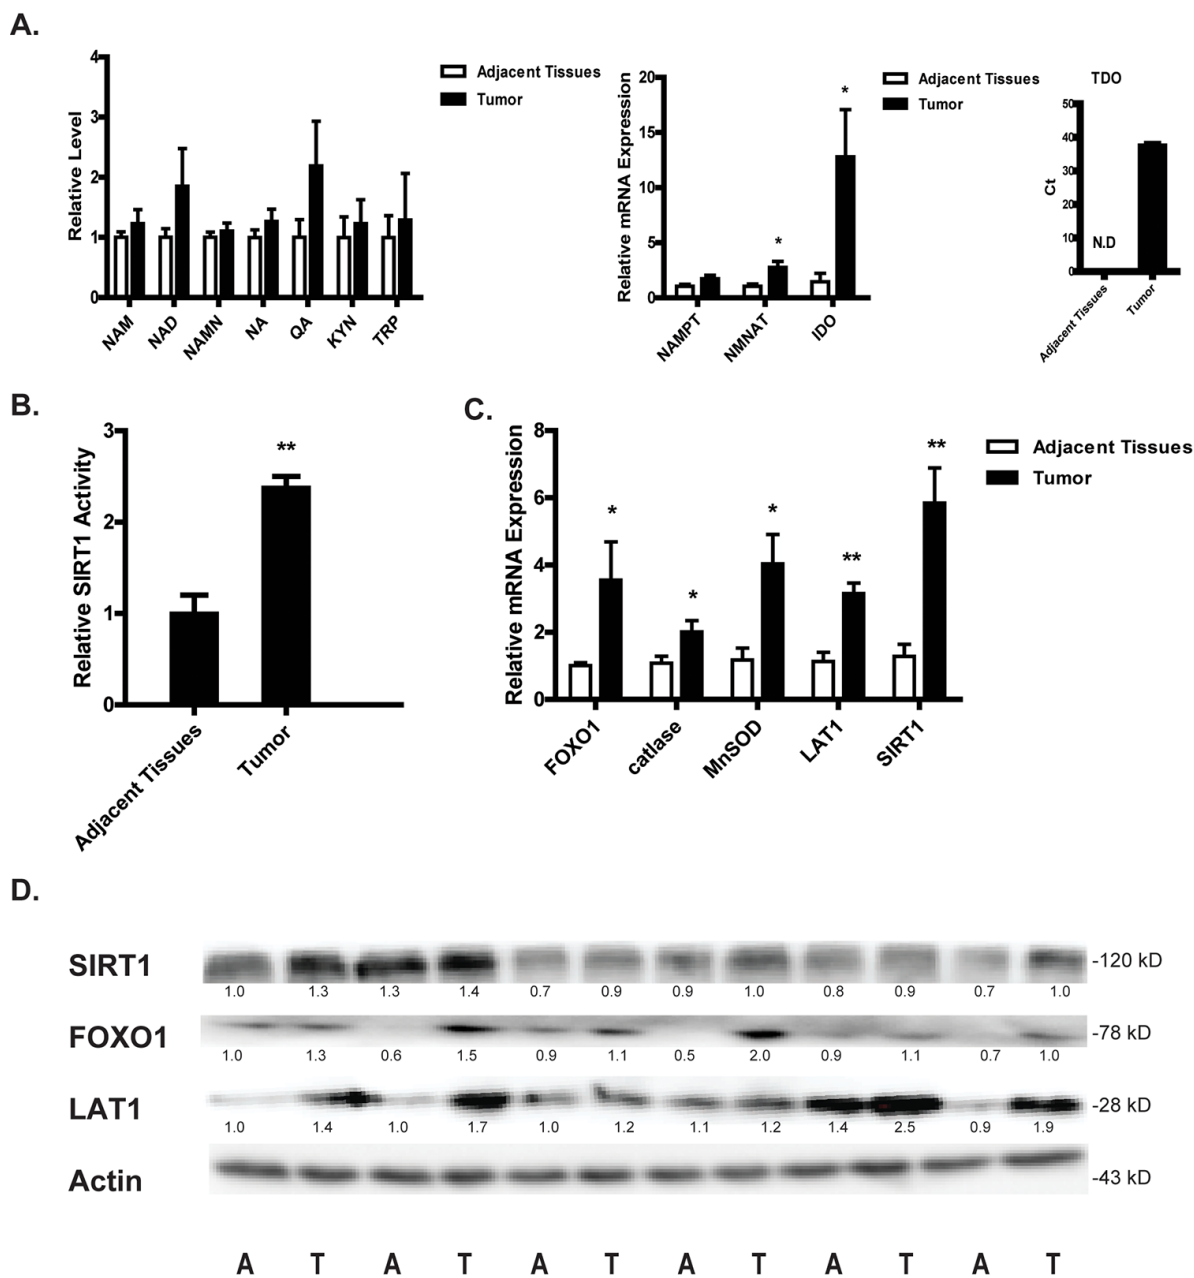 A.
4
3
2
1
0
Relative Level
Adjacent Tissues
Tumor
NAM
NAD
NAMN
NA
QA
KYN
TRP
20
15
10
5
0
Relative mRNA Expression
*
*
Adjacent Tissues
Tumor
NAMPT
NMNAT
IDO
TDO
50
40
30
20
10
0
Ct
N.D
Adjacent Tissues
Tumor
B.
3
2
1
0
Relative SIRT1 Activity
**
Adjacent Tissues
Tumor
C.
8
6
4
2
0
Relative mRNA Expression
*
*
*
**
**
Adjacent Tissues
Tumor
FOXO1
catlase
MnSOD
LAT1
SIRT1
D.
SIRT1 -120 kD
1.0 1.3 1.3 1.4 0.7 0.9 0.9 1.0 0.8 0.9 0.7 1.0
FOXO1 -78 kD
1.0 1.3 0.6 1.5 0.9 1.1 0.5 2.0 0.9 1.1 0.7 1.0
LAT1 -28 kD
1.0 1.4 1.0 1.7 1.0 1.2 1.1 1.2 1.4 2.5 0.9 1.9
Actin -43 kD
A T A T A T A T A T A T